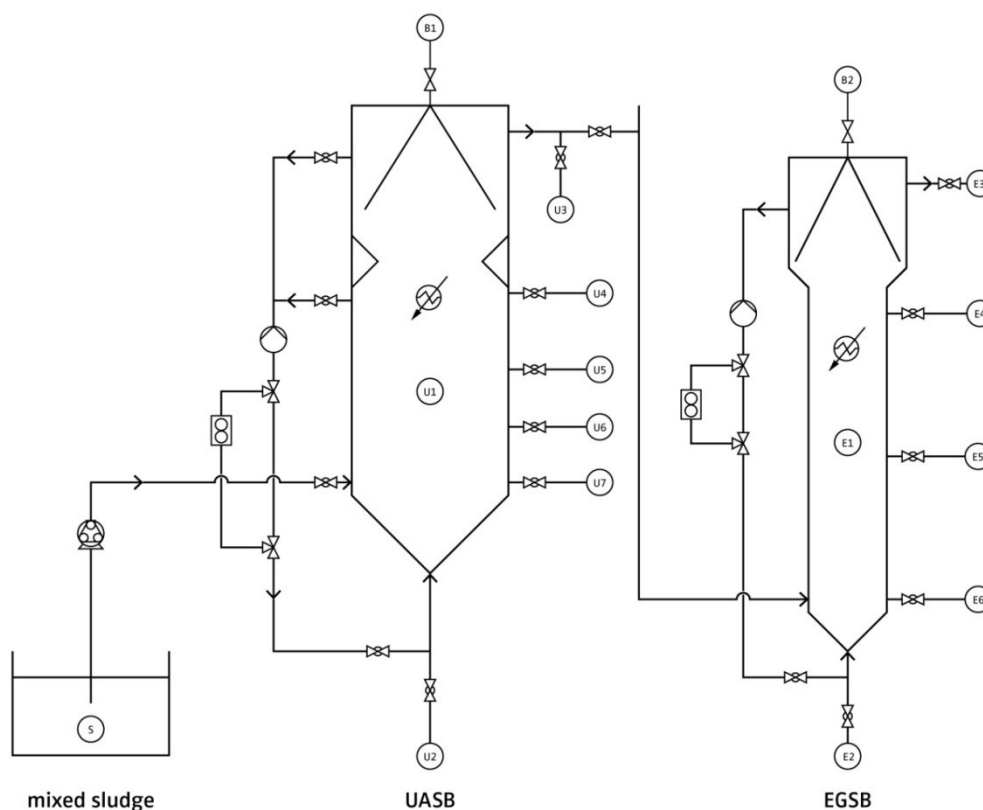 B1
B2
U3
E3
U4
E4
U5
U1
U6
E1
E5
U7
E6
S
U2
E2
mixed sludge
UASB
EGSB